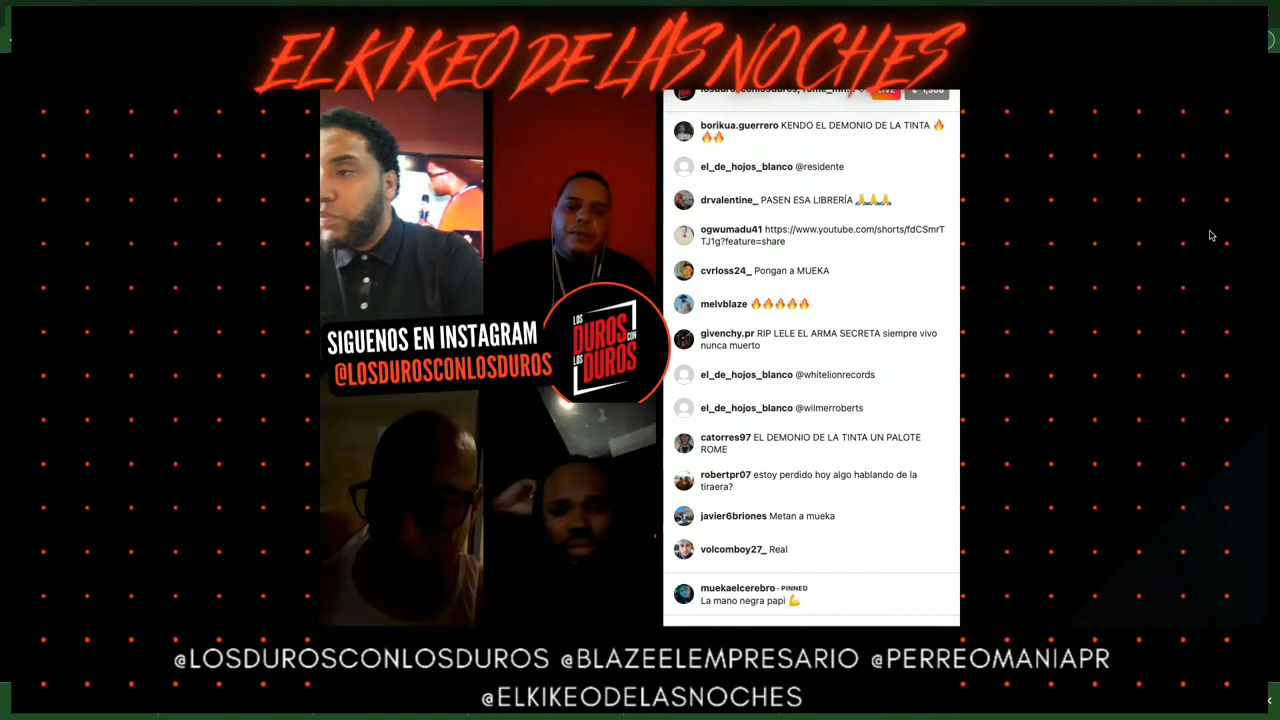 EL KIKEO DE LAS NOCHES
LIVE
borikua.guerrero KENDO EL DEMONIO DE LA TINTA 🔥
🔥🔥
el_de_hojos_blanco @residente
drvalentine_ PASEN ESA LIBRERÍA 🙏🙏🙏
ogwumadu41 https://www.youtube.com/shorts/fdCSmrT
TJ1g?feature=share
cvrloss24_ Pongan a MUEKA
melvblaze 🔥🔥🔥🔥🔥
givenchy.pr RIP LELE EL ARMA SECRETA siempre vivo
nunca muerto
el_de_hojos_blanco @whitelionrecords
el_de_hojos_blanco @wilmerroberts
catorres97 EL DEMONIO DE LA TINTA UN PALOTE
ROME
robertpr07 estoy perdido hoy algo hablando de la
tiraera?
javier6briones Metan a mueka
volcomboy27_ Real
muekaelcerebro · PINNED
La mano negra papi 💪
SIGUENOS EN INSTAGRAM
@LOSDUROSCONLOSDUROS
LOS
DUROS
CON
LOS
DUROS
@LOSDUROSCONLOSDUROS @BLAZEELEMPRESARIO @PERREOMANIAPR
@ELKIKEODELASNOCHES